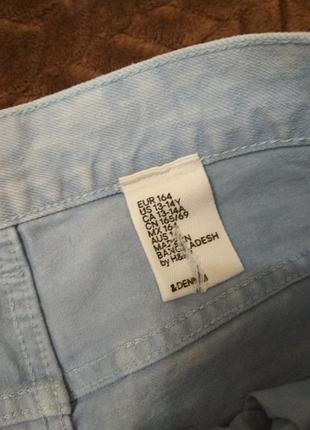 EUR 164
US 13-14Y
CA 13-14A
CN 165/69
MX 164
AUS
MADE IN
BANGLADESH
by H&M
&DENIM